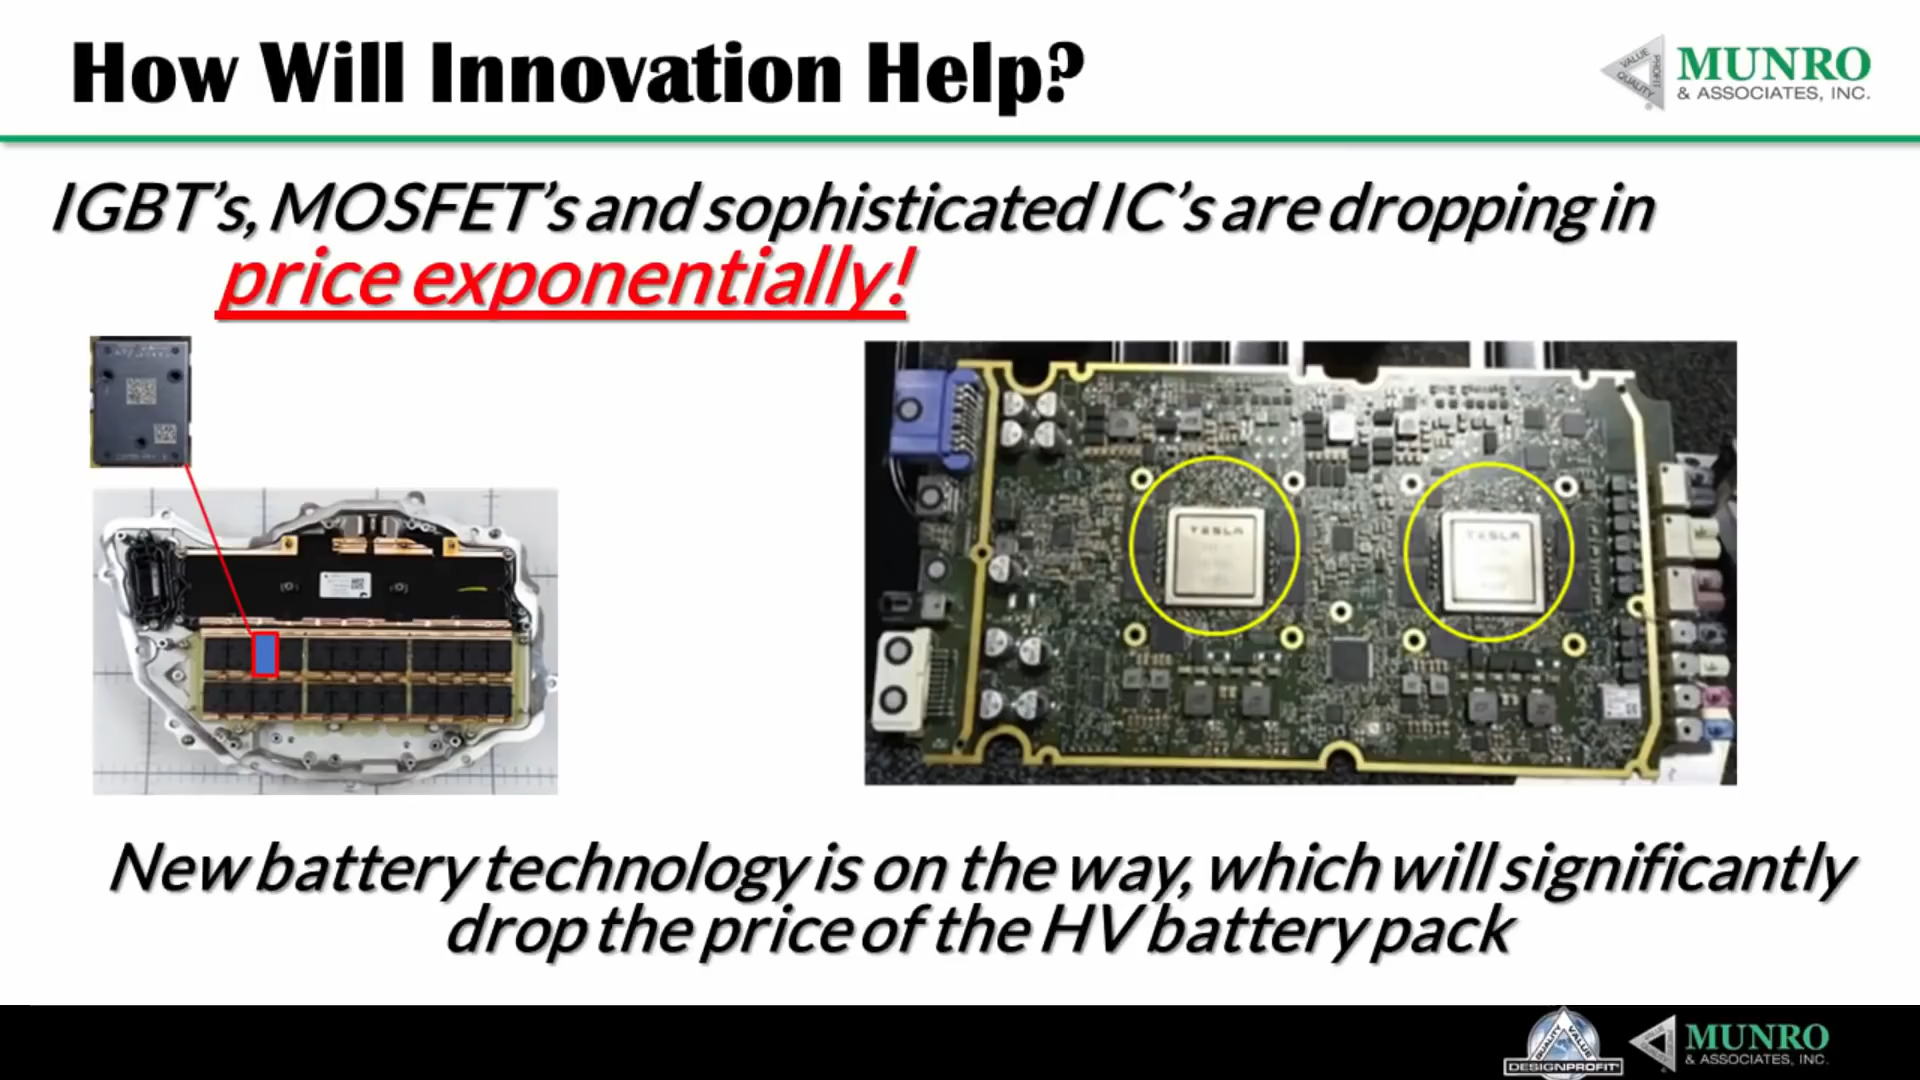 How Will Innovation Help?
VALUE
PROFIT
QUALITY
MUNRO
& ASSOCIATES, INC.
IGBT's, MOSFET's and sophisticated IC's are dropping in
price exponentially!
TESLA
TESLA
New battery technology is on the way, which will significantly
drop the price of the HV battery pack
QUALITY VALUE
DESIGNPROFIT
MUNRO
& ASSOCIATES, INC.